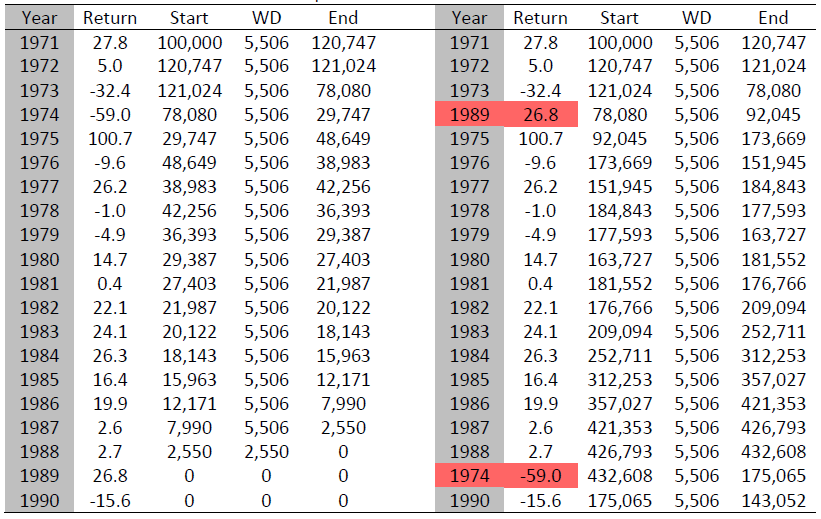 Year Return Start WD End Year Return Start WD End
1971 27.8 100,000 5,506 120,747 1971 27.8 100,000 5,506 120,747
1972 5.0 120,747 5,506 121,024 1972 5.0 120,747 5,506 121,024
1973 -32.4 121,024 5,506 78,080 1973 -32.4 121,024 5,506 78,080
1974 -59.0 78,080 5,506 29,747 1989 26.8 78,080 5,506 92,045
1975 100.7 29,747 5,506 48,649 1975 100.7 92,045 5,506 173,669
1976 -9.6 48,649 5,506 38,983 1976 -9.6 173,669 5,506 151,945
1977 26.2 38,983 5,506 42,256 1977 26.2 151,945 5,506 184,843
1978 -1.0 42,256 5,506 36,393 1978 -1.0 184,843 5,506 177,593
1979 -4.9 36,393 5,506 29,387 1979 -4.9 177,593 5,506 163,727
1980 14.7 29,387 5,506 27,403 1980 14.7 163,727 5,506 181,552
1981 0.4 27,403 5,506 21,987 1981 0.4 181,552 5,506 176,766
1982 22.1 21,987 5,506 20,122 1982 22.1 176,766 5,506 209,094
1983 24.1 20,122 5,506 18,143 1983 24.1 209,094 5,506 252,711
1984 26.3 18,143 5,506 15,963 1984 26.3 252,711 5,506 312,253
1985 16.4 15,963 5,506 12,171 1985 16.4 312,253 5,506 357,027
1986 19.9 12,171 5,506 7,990 1986 19.9 357,027 5,506 421,353
1987 2.6 7,990 5,506 2,550 1987 2.6 421,353 5,506 426,793
1988 2.7 2,550 2,550 0 1988 2.7 426,793 5,506 432,608
1989 26.8 0 0 0 1974 -59.0 432,608 5,506 175,065
1990 -15.6 0 0 0 1990 -15.6 175,065 5,506 143,052